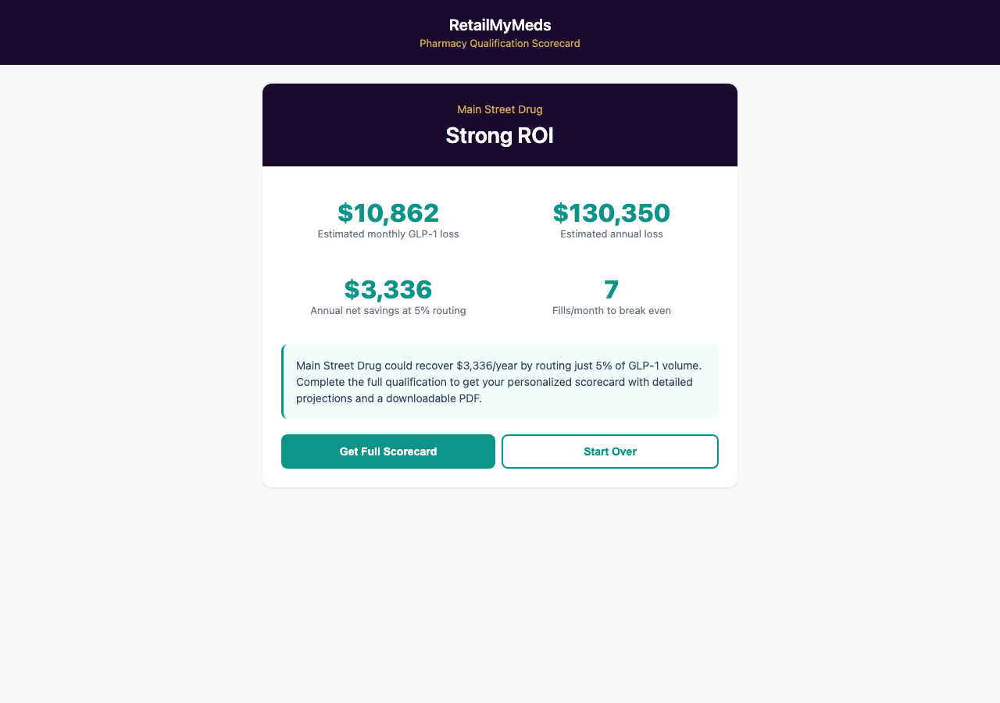 RetailMyMeds
Pharmacy Qualification Scorecard
Main Street Drug
Strong ROI
$10,862
Estimated monthly GLP-1 loss
$130,350
Estimated annual loss
$3,336
Annual net savings at 5% routing
7
Fills/month to break even
Main Street Drug could recover $3,336/year by routing just 5% of GLP-1 volume.
Complete the full qualification to get your personalized scorecard with detailed
projections and a downloadable PDF.
Get Full Scorecard
Start Over